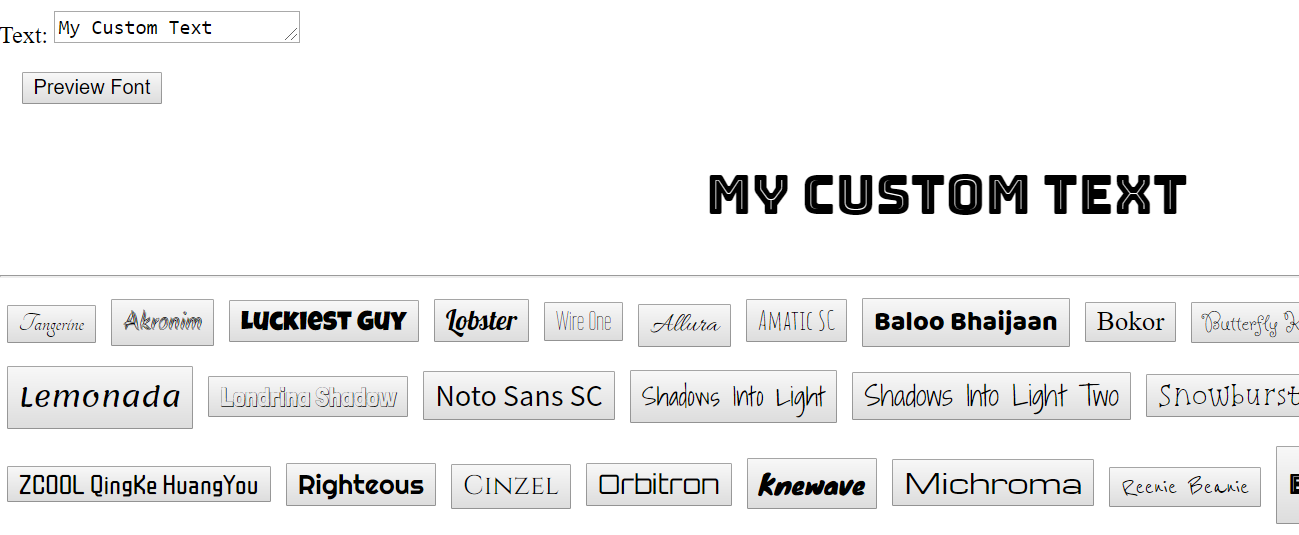 Text: My Custom Text
Preview Font
MY CUSTOM TEXT
Tangerine Akronim Luckiest Guy Lobster Wire One Allura Amatic SC Baloo Bhaijaan Bokor Butterfly
Lemonada Londrina Shadow Noto Sans SC Shadows Into Light Shadows Into Light Two Snowburst
ZCOOL QingKe HuangYou Righteous Cinzel Orbitron Knewave Michroma Reenie Beanie